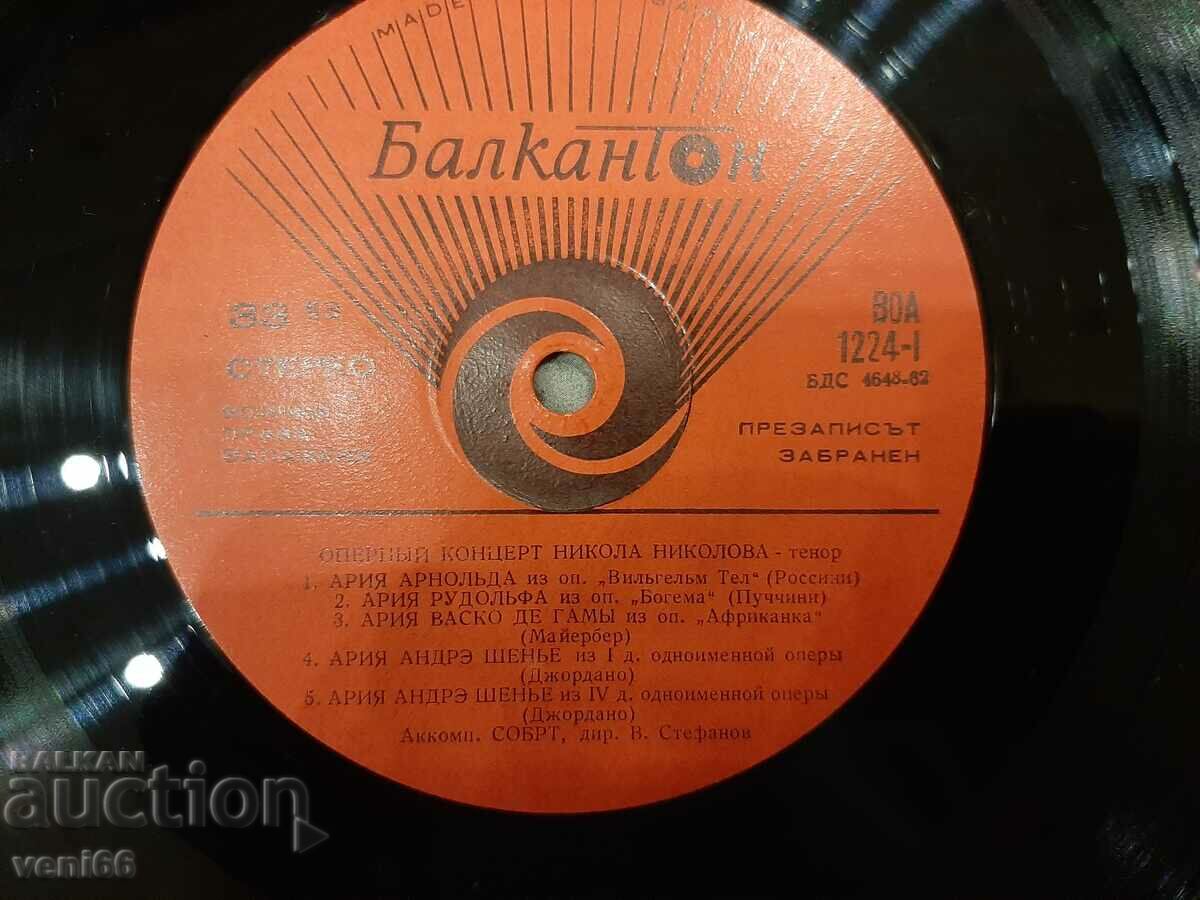 MADE
Балкантон
33
СТЕРЕО
ВОА
1224-I
БДС 4648-62
ПРЕЗАПИСЪТ
ЗАБРАНЕН
ОПЕРНЫЙ КОНЦЕРТ НИКОЛА НИКОЛОВА - тенор
1. АРИЯ АРНОЛЬДА из оп. „Вильгельм Тел“ (Россини)
2. АРИЯ РУДОЛЬФА из оп. „Богема“ (Пуччини)
3. АРИЯ ВАСКО ДЕ ГАМЫ из оп. „Африканка“
(Майербер)
4. АРИЯ АНДРЭ ШЕНЬЕ из I д. одноименной оперы
(Джордано)
5. АРИЯ АНДРЭ ШЕНЬЕ из IV д. одноименной оперы
(Джордано)
Аккомп. СОБРТ, дир. В. Стефанов
BALKAN
auction
veni66